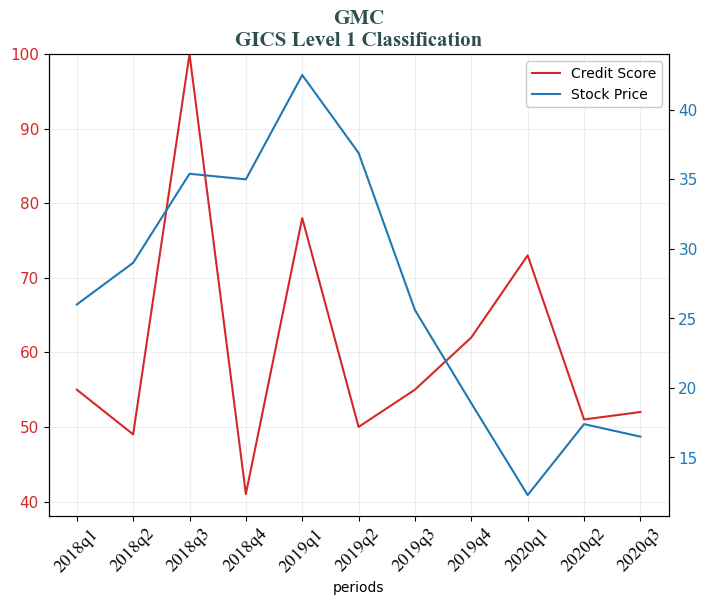 GMC
GICS Level 1 Classification
Credit Score
Stock Price
100
90
80
70
60
50
40
40
35
30
25
20
15
2018q1
2018q2
2018q3
2018q4
2019q1
2019q2
2019q3
2019q4
2020q1
2020q2
2020q3
periods